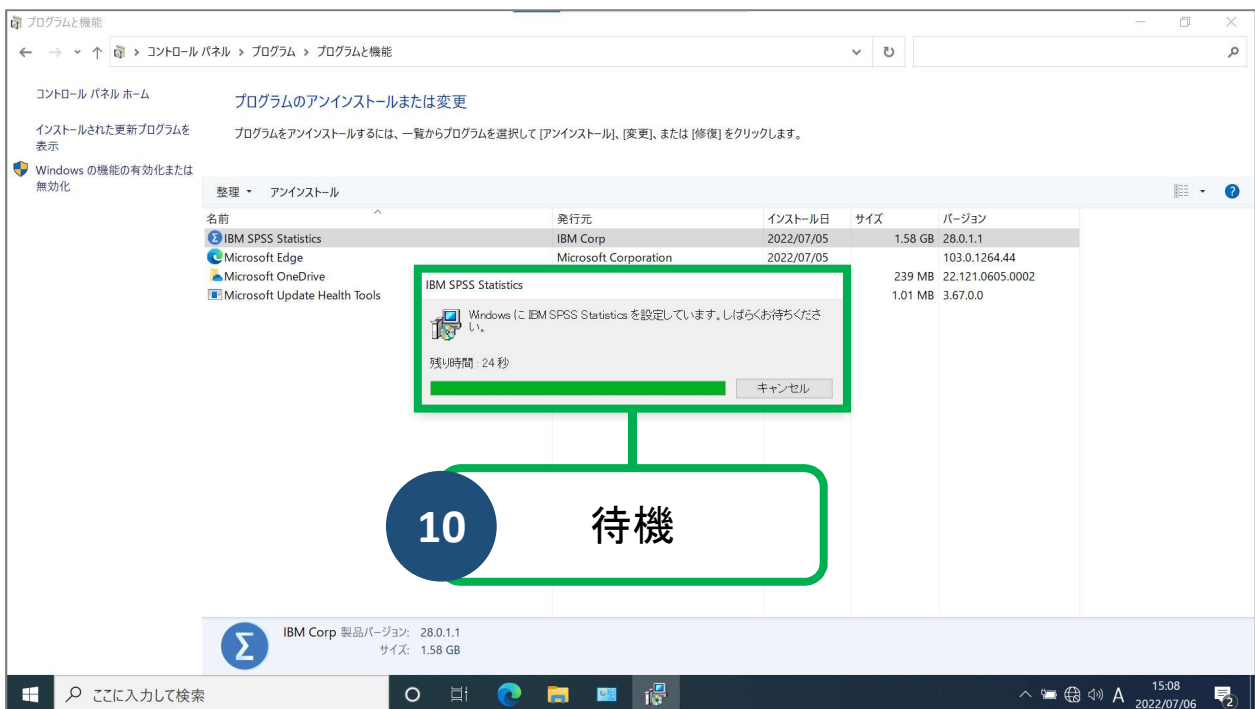 プログラムと機能
コントロール パネル > プログラム > プログラムと機能
コントロール パネル ホーム
インストールされた更新プログラムを
表示
Windows の機能の有効化または
無効化
プログラムのアンインストールまたは変更
プログラムをアンインストールするには、一覧からプログラムを選択して [アンインストール]、[変更]、または [修復] をクリックします。
整理 アンインストール
名前 発行元 インストール日 サイズ バージョン
IBM SPSS Statistics IBM Corp 2022/07/05 1.58 GB 28.0.1.1
Microsoft Edge Microsoft Corporation 2022/07/05 103.0.1264.44
Microsoft OneDrive 239 MB 22.121.0605.0002
Microsoft Update Health Tools 1.01 MB 3.67.0.0
IBM SPSS Statistics
Windows に IBM SPSS Statistics を設定しています。しばらくお待ちくださ
い。
残り時間 : 24 秒
キャンセル
10 待機
IBM Corp 製品バージョン: 28.0.1.1
サイズ: 1.58 GB
ここに入力して検索
A
15:08
2022/07/06
2